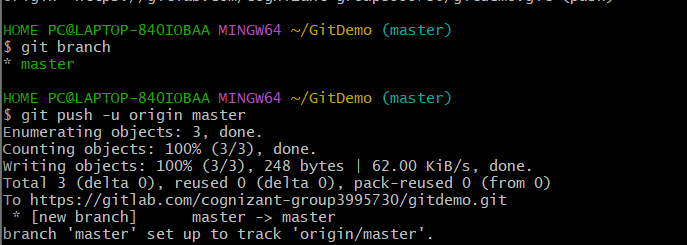 HOME PC@LAPTOP-840IOBAA MINGW64 ~/GitDemo (master)
$ git branch
* master
HOME PC@LAPTOP-840IOBAA MINGW64 ~/GitDemo (master)
$ git push -u origin master
Enumerating objects: 3, done.
Counting objects: 100% (3/3), done.
Writing objects: 100% (3/3), 248 bytes | 62.00 KiB/s, done.
Total 3 (delta 0), reused 0 (delta 0), pack-reused 0 (from 0)
To https://gitlab.com/cognizant-group3995730/gitdemo.git
 * [new branch]      master -> master
branch 'master' set up to track 'origin/master'.